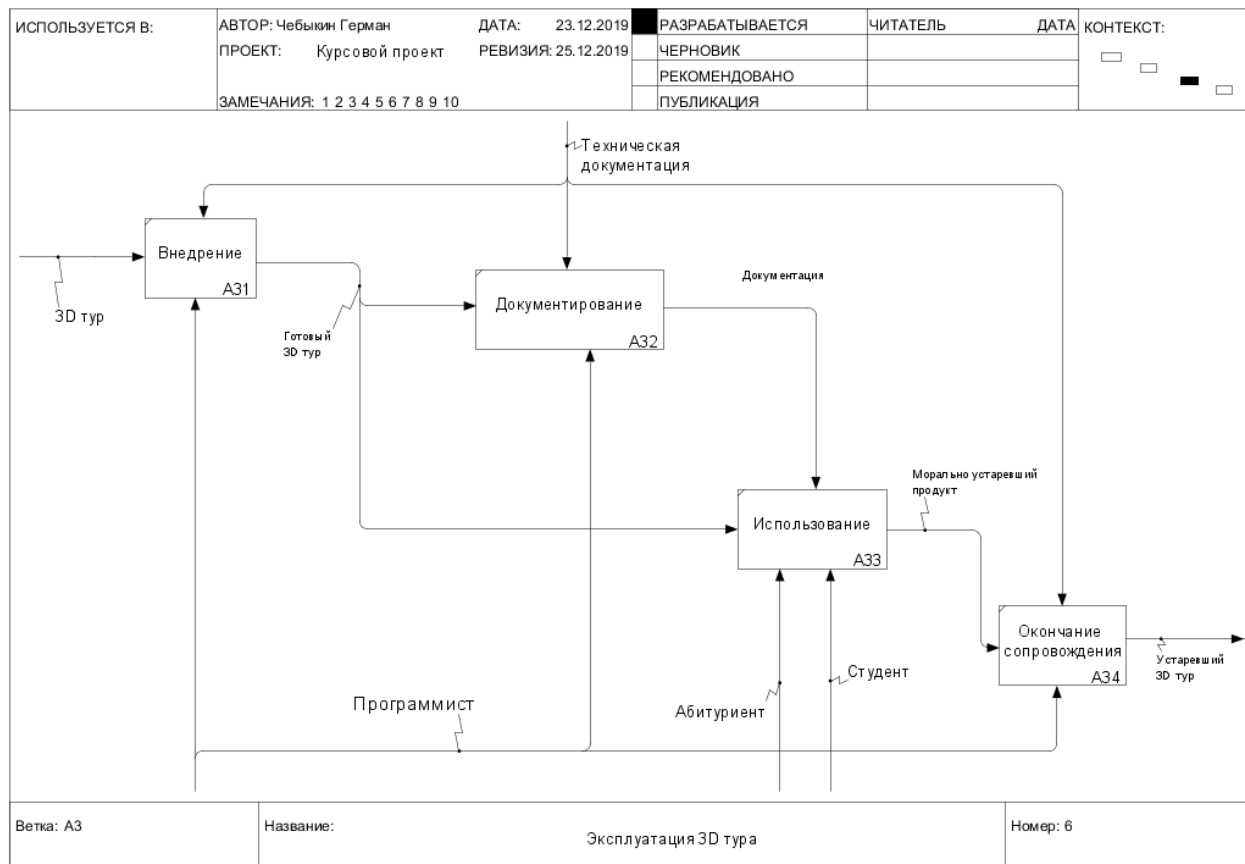 ИСПОЛЬЗУЕТСЯ В:
АВТОР: Чебыкин Герман
ДАТА: 23.12.2019
ПРОЕКТ: Курсовой проект
РЕВИЗИЯ: 25.12.2019
ЗАМЕЧАНИЯ: 1 2 3 4 5 6 7 8 9 10
РАЗРАБАТЫВАЕТСЯ
ЧЕРНОВИК
РЕКОМЕНДОВАНО
ПУБЛИКАЦИЯ
ЧИТАТЕЛЬ
ДАТА
КОНТЕКСТ:
Техническая
документация
Внедрение
A31
3D тур
Готовый
3D тур
Документирование
A32
Документация
Использование
A33
Морально устаревший
продукт
Окончание
сопровождения
A34
Устаревший
3D тур
Студент
Абитуриент
Программист
Ветка: A3
Название:
Эксплуатация 3D тура
Номер: 6